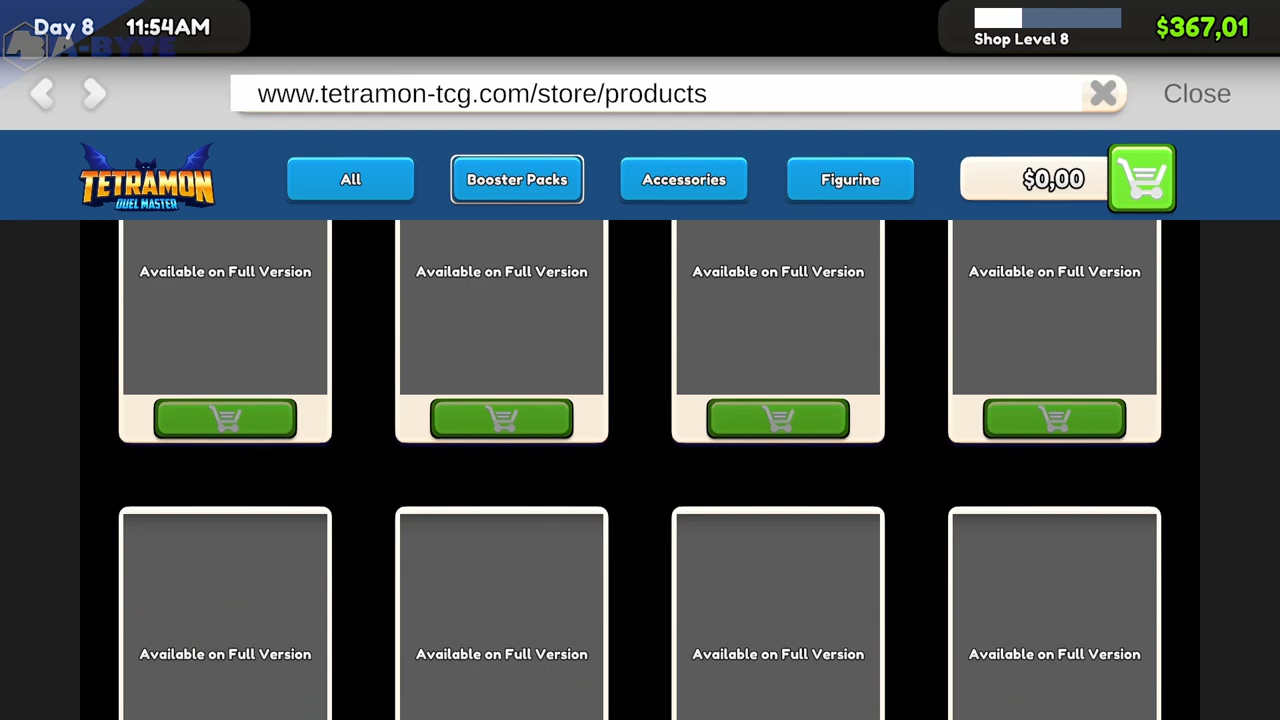 Day 8 11:54AM
Shop Level 8
$367,01
A-BYTE
www.tetramon-tcg.com/store/products
Close
TETRAMON
DUEL MASTER
All
Booster Packs
Accessories
Figurine
$0,00
Available on Full Version
Available on Full Version
Available on Full Version
Available on Full Version
Available on Full Version
Available on Full Version
Available on Full Version
Available on Full Version